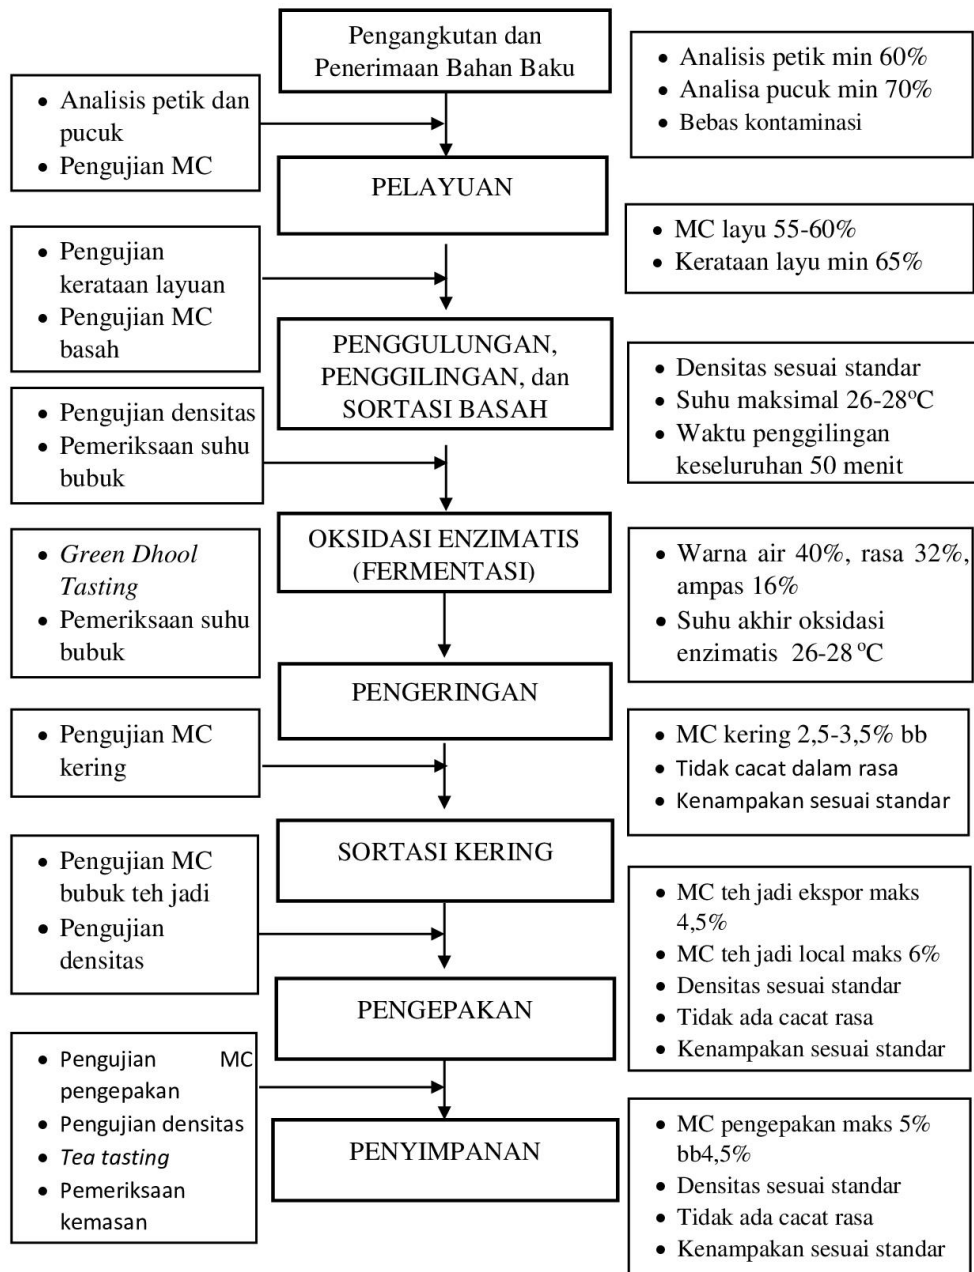 Pengangkutan dan
Penerimaan Bahan Baku
• Analisis petik min 60%
• Analisa pucuk min 70%
• Bebas kontaminasi
• Analisis petik dan
pucuk
• Pengujian MC
PELAYUAN
• MC layu 55-60%
• Kerataan layu min 65%
• Pengujian
kerataan layuan
• Pengujian MC
basah
PENGGULUNGAN,
PENGGILINGAN, dan
SORTASI BASAH
• Densitas sesuai standar
• Suhu maksimal 26-28°C
• Waktu penggilingan
keseluruhan 50 menit
• Pengujian densitas
• Pemeriksaan suhu
bubuk
OKSIDASI ENZIMATIS
(FERMENTASI)
• Green Dhool
Tasting
• Pemeriksaan suhu
bubuk
• Warna air 40%, rasa 32%,
ampas 16%
• Suhu akhir oksidasi
enzimatis 26-28 °C
PENGERINGAN
• Pengujian MC
kering
• MC kering 2,5-3,5% bb
• Tidak cacat dalam rasa
• Kenampakan sesuai standar
SORTASI KERING
• Pengujian MC
bubuk teh jadi
• Pengujian
densitas
• MC teh jadi ekspor maks
4,5%
• MC teh jadi local maks 6%
• Densitas sesuai standar
• Tidak ada cacat rasa
• Kenampakan sesuai standar
PENGEPAKAN
• Pengujian MC
pengepakan
• Pengujian densitas
• Tea tasting
• Pemeriksaan
kemasan
PENYIMPANAN
• MC pengepakan maks 5%
bb4,5%
• Densitas sesuai standar
• Tidak ada cacat rasa
• Kenampakan sesuai standar